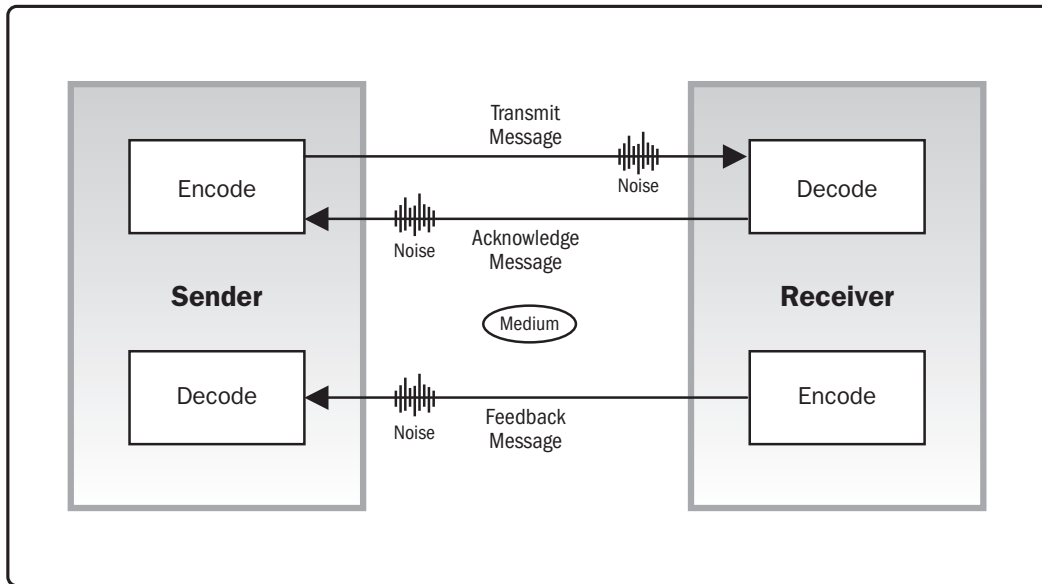 Transmit
Message
Noise
Encode
Decode
Noise
Acknowledge
Message
Sender
Receiver
Medium
Decode
Encode
Noise
Feedback
Message